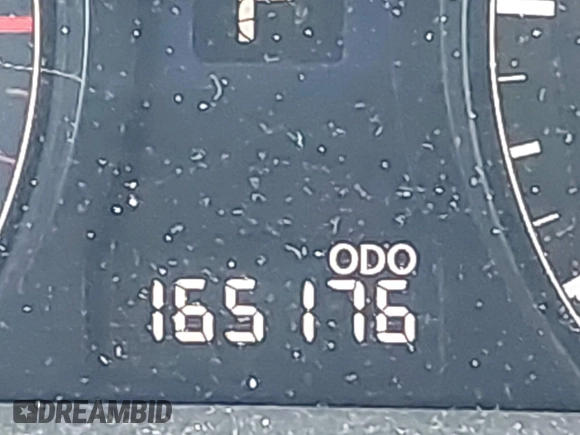 P
ODO
165176
DREAMBID